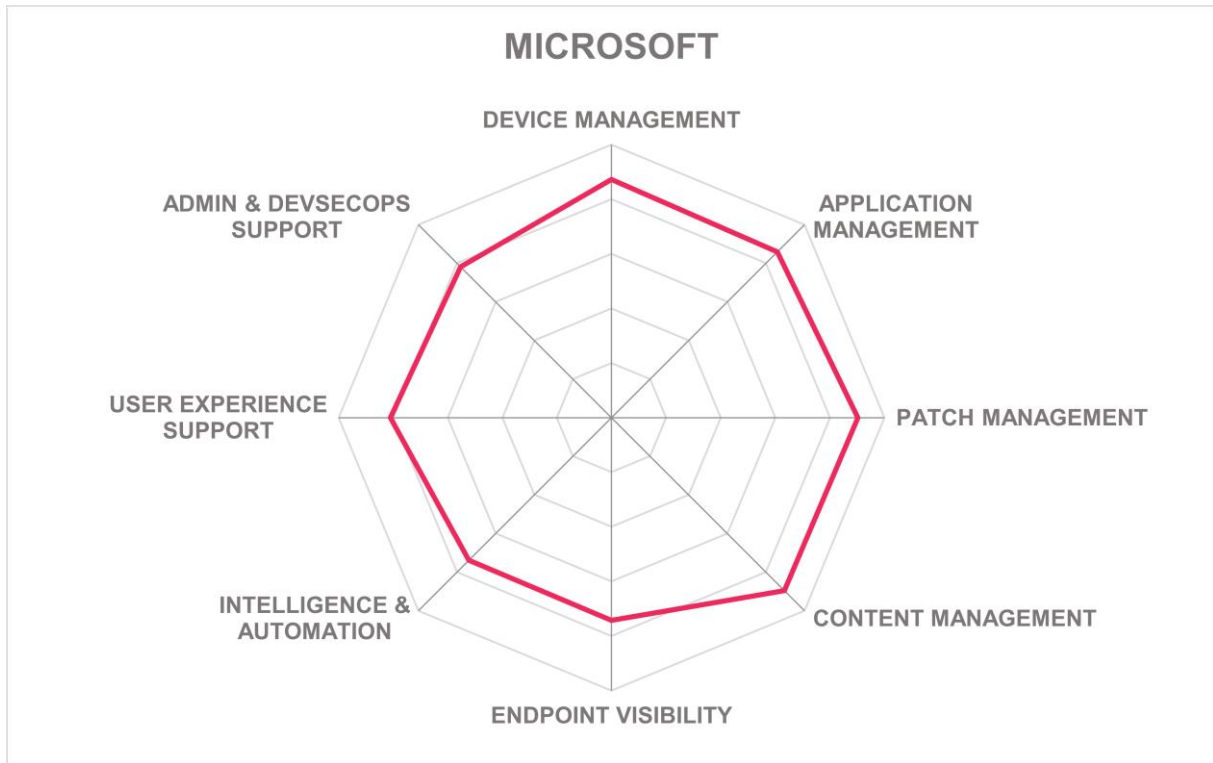 MICROSOFT
DEVICE MANAGEMENT
ADMIN & DEVSECOPS
SUPPORT
APPLICATION
MANAGEMENT
USER EXPERIENCE
SUPPORT
PATCH MANAGEMENT
INTELLIGENCE &
AUTOMATION
CONTENT MANAGEMENT
ENDPOINT VISIBILITY